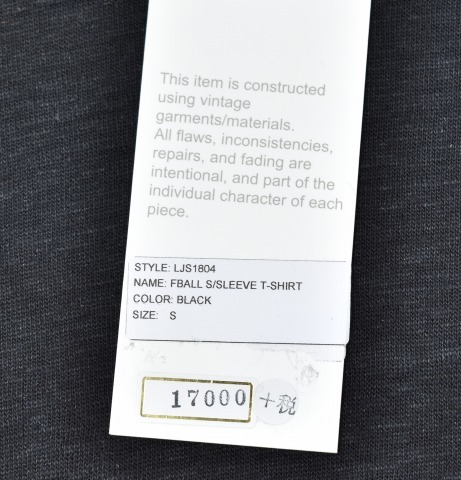 This item is constructed
using vintage
garments/materials.
All flaws, inconsistencies,
repairs, and fading are
intentional, and part of the
individual character of each
piece.
STYLE: LJS1804
NAME: FBALL S/SLEEVE T-SHIRT
COLOR: BLACK
SIZE: S
17000 +税